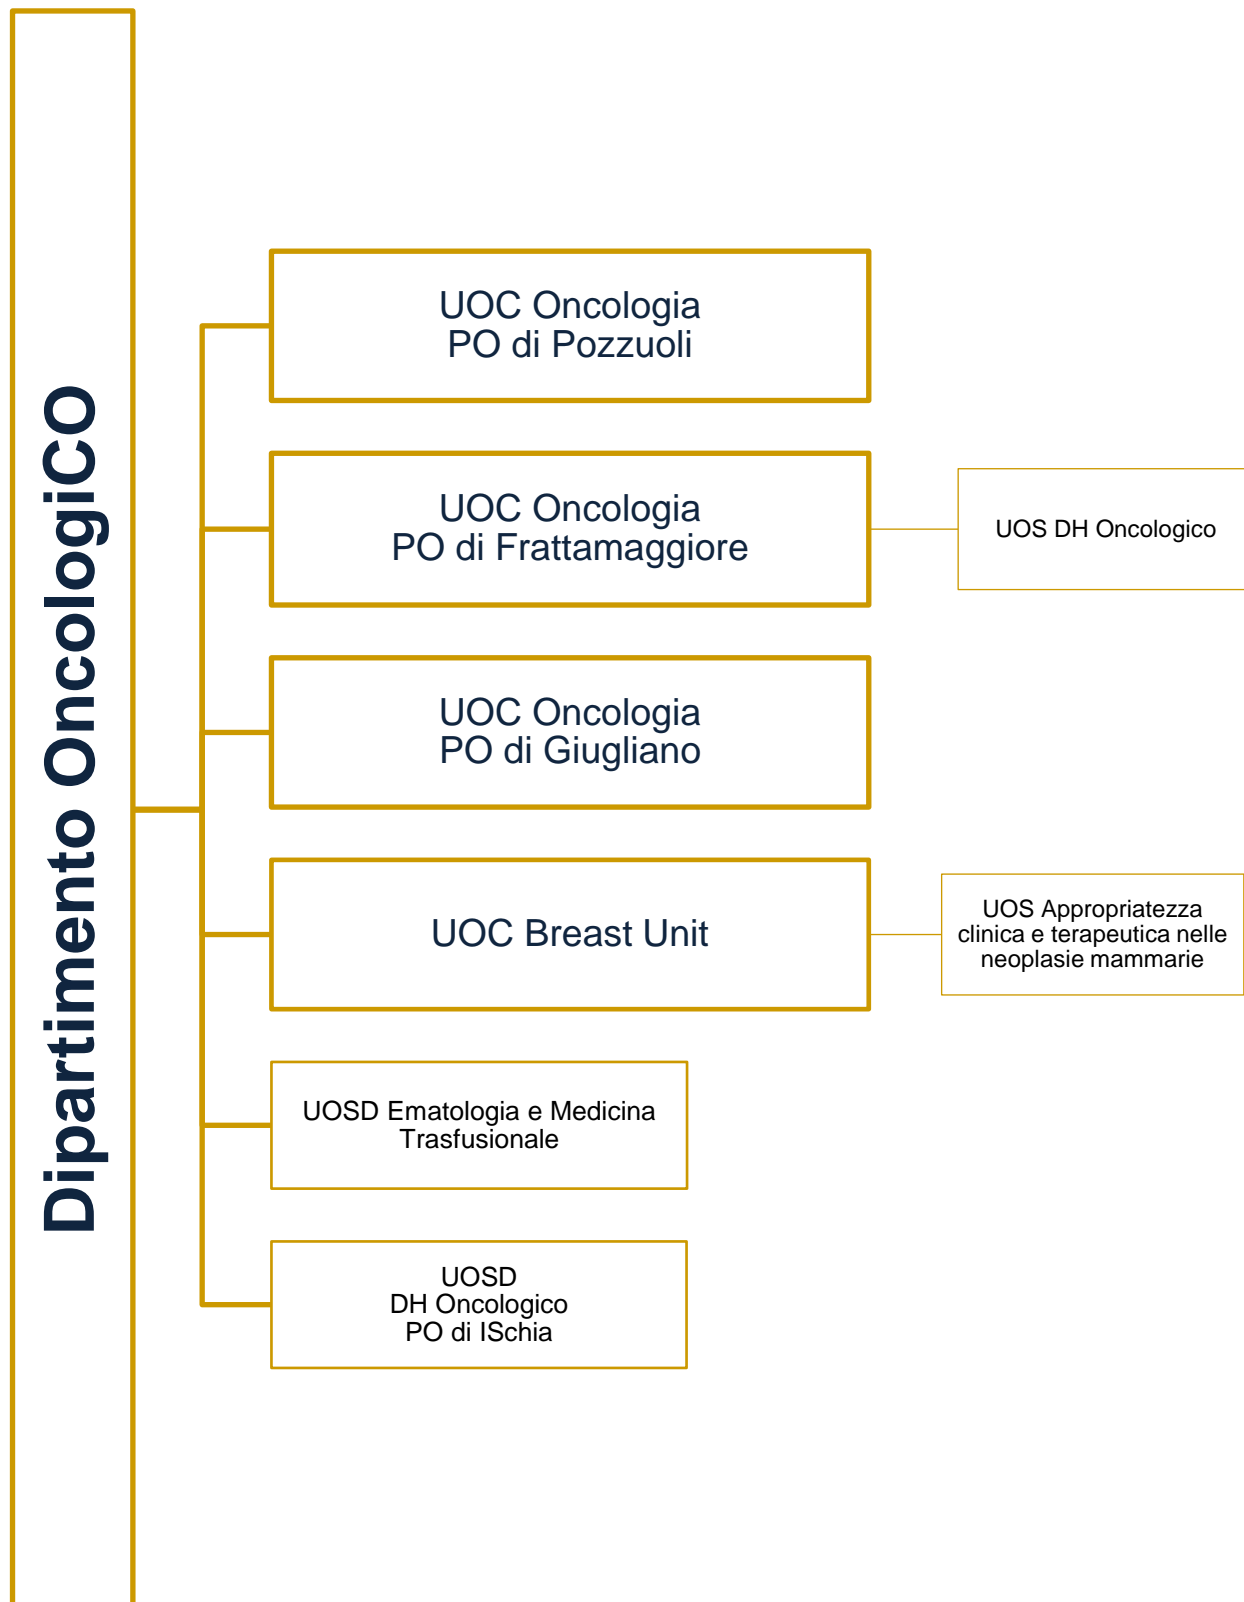 Dipartimento OncologiCO
UOC Oncologia
PO di Pozzuoli
UOC Oncologia
PO di Frattamaggiore
UOS DH Oncologico
UOC Oncologia
PO di Giugliano
UOC Breast Unit
UOS Appropriatezza
clinica e terapeutica nelle
neoplasie mammarie
UOSD Ematologia e Medicina
Trasfusionale
UOSD
DH Oncologico
PO di ISchia